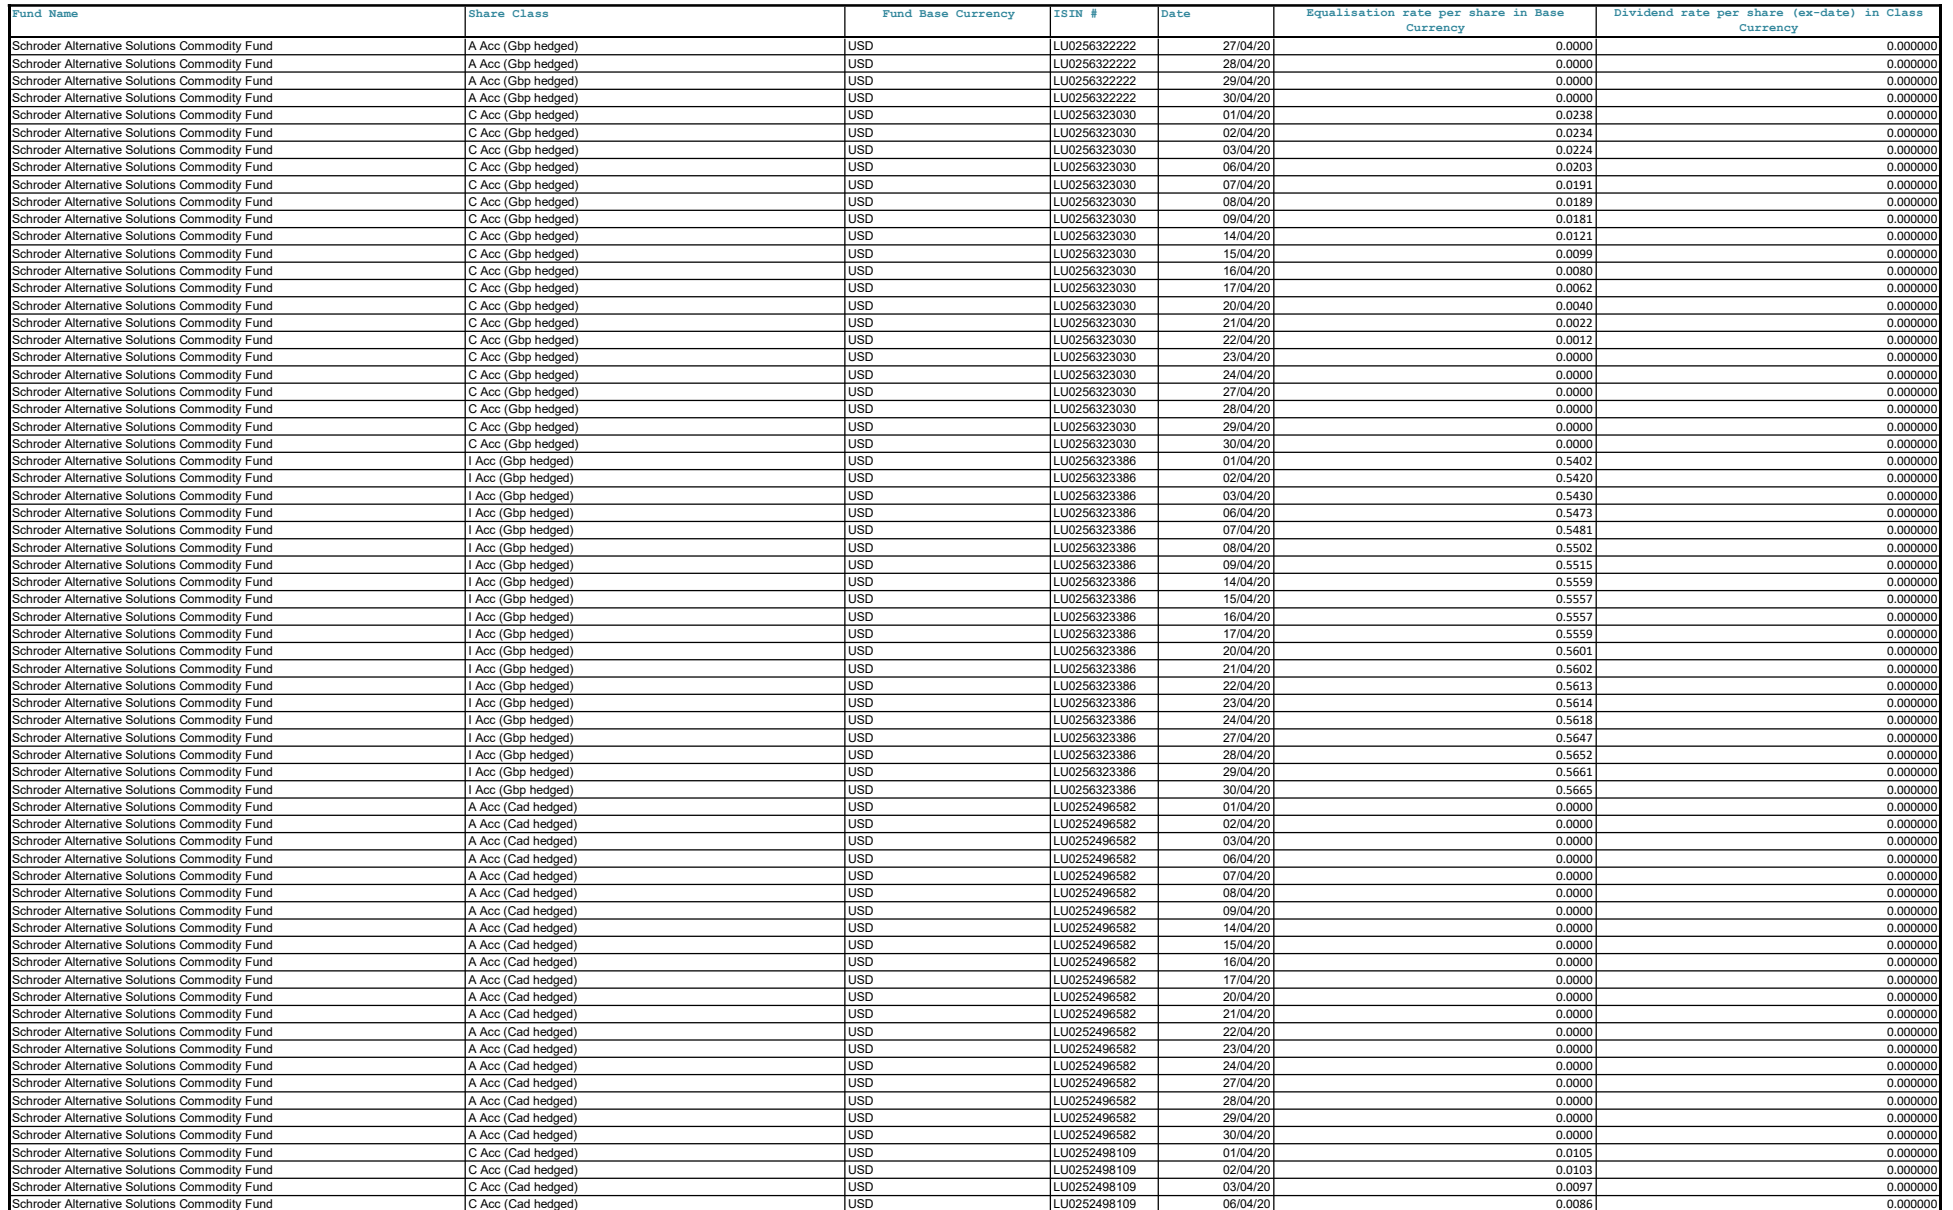 Fund Name Share Class Fund Base Currency ISIN # Date Equalisation rate per share in Base Currency Dividend rate per share (ex-date) in Class Currency
Schroder Alternative Solutions Commodity Fund A Acc (Gbp hedged) USD LU0256322222 27/04/20 0.0000 0.000000
Schroder Alternative Solutions Commodity Fund A Acc (Gbp hedged) USD LU0256322222 28/04/20 0.0000 0.000000
Schroder Alternative Solutions Commodity Fund A Acc (Gbp hedged) USD LU0256322222 29/04/20 0.0000 0.000000
Schroder Alternative Solutions Commodity Fund A Acc (Gbp hedged) USD LU0256322222 30/04/20 0.0000 0.000000
Schroder Alternative Solutions Commodity Fund C Acc (Gbp hedged) USD LU0256323030 01/04/20 0.0238 0.000000
Schroder Alternative Solutions Commodity Fund C Acc (Gbp hedged) USD LU0256323030 02/04/20 0.0234 0.000000
Schroder Alternative Solutions Commodity Fund C Acc (Gbp hedged) USD LU0256323030 03/04/20 0.0224 0.000000
Schroder Alternative Solutions Commodity Fund C Acc (Gbp hedged) USD LU0256323030 06/04/20 0.0203 0.000000
Schroder Alternative Solutions Commodity Fund C Acc (Gbp hedged) USD LU0256323030 07/04/20 0.0191 0.000000
Schroder Alternative Solutions Commodity Fund C Acc (Gbp hedged) USD LU0256323030 08/04/20 0.0189 0.000000
Schroder Alternative Solutions Commodity Fund C Acc (Gbp hedged) USD LU0256323030 09/04/20 0.0181 0.000000
Schroder Alternative Solutions Commodity Fund C Acc (Gbp hedged) USD LU0256323030 14/04/20 0.0121 0.000000
Schroder Alternative Solutions Commodity Fund C Acc (Gbp hedged) USD LU0256323030 15/04/20 0.0099 0.000000
Schroder Alternative Solutions Commodity Fund C Acc (Gbp hedged) USD LU0256323030 16/04/20 0.0080 0.000000
Schroder Alternative Solutions Commodity Fund C Acc (Gbp hedged) USD LU0256323030 17/04/20 0.0062 0.000000
Schroder Alternative Solutions Commodity Fund C Acc (Gbp hedged) USD LU0256323030 20/04/20 0.0040 0.000000
Schroder Alternative Solutions Commodity Fund C Acc (Gbp hedged) USD LU0256323030 21/04/20 0.0022 0.000000
Schroder Alternative Solutions Commodity Fund C Acc (Gbp hedged) USD LU0256323030 22/04/20 0.0012 0.000000
Schroder Alternative Solutions Commodity Fund C Acc (Gbp hedged) USD LU0256323030 23/04/20 0.0000 0.000000
Schroder Alternative Solutions Commodity Fund C Acc (Gbp hedged) USD LU0256323030 24/04/20 0.0000 0.000000
Schroder Alternative Solutions Commodity Fund C Acc (Gbp hedged) USD LU0256323030 27/04/20 0.0000 0.000000
Schroder Alternative Solutions Commodity Fund C Acc (Gbp hedged) USD LU0256323030 28/04/20 0.0000 0.000000
Schroder Alternative Solutions Commodity Fund C Acc (Gbp hedged) USD LU0256323030 29/04/20 0.0000 0.000000
Schroder Alternative Solutions Commodity Fund C Acc (Gbp hedged) USD LU0256323030 30/04/20 0.0000 0.000000
Schroder Alternative Solutions Commodity Fund I Acc (Gbp hedged) USD LU0256323386 01/04/20 0.5402 0.000000
Schroder Alternative Solutions Commodity Fund I Acc (Gbp hedged) USD LU0256323386 02/04/20 0.5420 0.000000
Schroder Alternative Solutions Commodity Fund I Acc (Gbp hedged) USD LU0256323386 03/04/20 0.5430 0.000000
Schroder Alternative Solutions Commodity Fund I Acc (Gbp hedged) USD LU0256323386 06/04/20 0.5473 0.000000
Schroder Alternative Solutions Commodity Fund I Acc (Gbp hedged) USD LU0256323386 07/04/20 0.5481 0.000000
Schroder Alternative Solutions Commodity Fund I Acc (Gbp hedged) USD LU0256323386 08/04/20 0.5502 0.000000
Schroder Alternative Solutions Commodity Fund I Acc (Gbp hedged) USD LU0256323386 09/04/20 0.5515 0.000000
Schroder Alternative Solutions Commodity Fund I Acc (Gbp hedged) USD LU0256323386 14/04/20 0.5559 0.000000
Schroder Alternative Solutions Commodity Fund I Acc (Gbp hedged) USD LU0256323386 15/04/20 0.5557 0.000000
Schroder Alternative Solutions Commodity Fund I Acc (Gbp hedged) USD LU0256323386 16/04/20 0.5557 0.000000
Schroder Alternative Solutions Commodity Fund I Acc (Gbp hedged) USD LU0256323386 17/04/20 0.5559 0.000000
Schroder Alternative Solutions Commodity Fund I Acc (Gbp hedged) USD LU0256323386 20/04/20 0.5601 0.000000
Schroder Alternative Solutions Commodity Fund I Acc (Gbp hedged) USD LU0256323386 21/04/20 0.5602 0.000000
Schroder Alternative Solutions Commodity Fund I Acc (Gbp hedged) USD LU0256323386 22/04/20 0.5613 0.000000
Schroder Alternative Solutions Commodity Fund I Acc (Gbp hedged) USD LU0256323386 23/04/20 0.5614 0.000000
Schroder Alternative Solutions Commodity Fund I Acc (Gbp hedged) USD LU0256323386 24/04/20 0.5618 0.000000
Schroder Alternative Solutions Commodity Fund I Acc (Gbp hedged) USD LU0256323386 27/04/20 0.5647 0.000000
Schroder Alternative Solutions Commodity Fund I Acc (Gbp hedged) USD LU0256323386 28/04/20 0.5652 0.000000
Schroder Alternative Solutions Commodity Fund I Acc (Gbp hedged) USD LU0256323386 29/04/20 0.5661 0.000000
Schroder Alternative Solutions Commodity Fund I Acc (Gbp hedged) USD LU0256323386 30/04/20 0.5665 0.000000
Schroder Alternative Solutions Commodity Fund A Acc (Cad hedged) USD LU0252496582 01/04/20 0.0000 0.000000
Schroder Alternative Solutions Commodity Fund A Acc (Cad hedged) USD LU0252496582 02/04/20 0.0000 0.000000
Schroder Alternative Solutions Commodity Fund A Acc (Cad hedged) USD LU0252496582 03/04/20 0.0000 0.000000
Schroder Alternative Solutions Commodity Fund A Acc (Cad hedged) USD LU0252496582 06/04/20 0.0000 0.000000
Schroder Alternative Solutions Commodity Fund A Acc (Cad hedged) USD LU0252496582 07/04/20 0.0000 0.000000
Schroder Alternative Solutions Commodity Fund A Acc (Cad hedged) USD LU0252496582 08/04/20 0.0000 0.000000
Schroder Alternative Solutions Commodity Fund A Acc (Cad hedged) USD LU0252496582 09/04/20 0.0000 0.000000
Schroder Alternative Solutions Commodity Fund A Acc (Cad hedged) USD LU0252496582 14/04/20 0.0000 0.000000
Schroder Alternative Solutions Commodity Fund A Acc (Cad hedged) USD LU0252496582 15/04/20 0.0000 0.000000
Schroder Alternative Solutions Commodity Fund A Acc (Cad hedged) USD LU0252496582 16/04/20 0.0000 0.000000
Schroder Alternative Solutions Commodity Fund A Acc (Cad hedged) USD LU0252496582 17/04/20 0.0000 0.000000
Schroder Alternative Solutions Commodity Fund A Acc (Cad hedged) USD LU0252496582 20/04/20 0.0000 0.000000
Schroder Alternative Solutions Commodity Fund A Acc (Cad hedged) USD LU0252496582 21/04/20 0.0000 0.000000
Schroder Alternative Solutions Commodity Fund A Acc (Cad hedged) USD LU0252496582 22/04/20 0.0000 0.000000
Schroder Alternative Solutions Commodity Fund A Acc (Cad hedged) USD LU0252496582 23/04/20 0.0000 0.000000
Schroder Alternative Solutions Commodity Fund A Acc (Cad hedged) USD LU0252496582 24/04/20 0.0000 0.000000
Schroder Alternative Solutions Commodity Fund A Acc (Cad hedged) USD LU0252496582 27/04/20 0.0000 0.000000
Schroder Alternative Solutions Commodity Fund A Acc (Cad hedged) USD LU0252496582 28/04/20 0.0000 0.000000
Schroder Alternative Solutions Commodity Fund A Acc (Cad hedged) USD LU0252496582 29/04/20 0.0000 0.000000
Schroder Alternative Solutions Commodity Fund A Acc (Cad hedged) USD LU0252496582 30/04/20 0.0000 0.000000
Schroder Alternative Solutions Commodity Fund C Acc (Cad hedged) USD LU0252498109 01/04/20 0.0105 0.000000
Schroder Alternative Solutions Commodity Fund C Acc (Cad hedged) USD LU0252498109 02/04/20 0.0103 0.000000
Schroder Alternative Solutions Commodity Fund C Acc (Cad hedged) USD LU0252498109 03/04/20 0.0097 0.000000
Schroder Alternative Solutions Commodity Fund C Acc (Cad hedged) USD LU0252498109 06/04/20 0.0086 0.000000